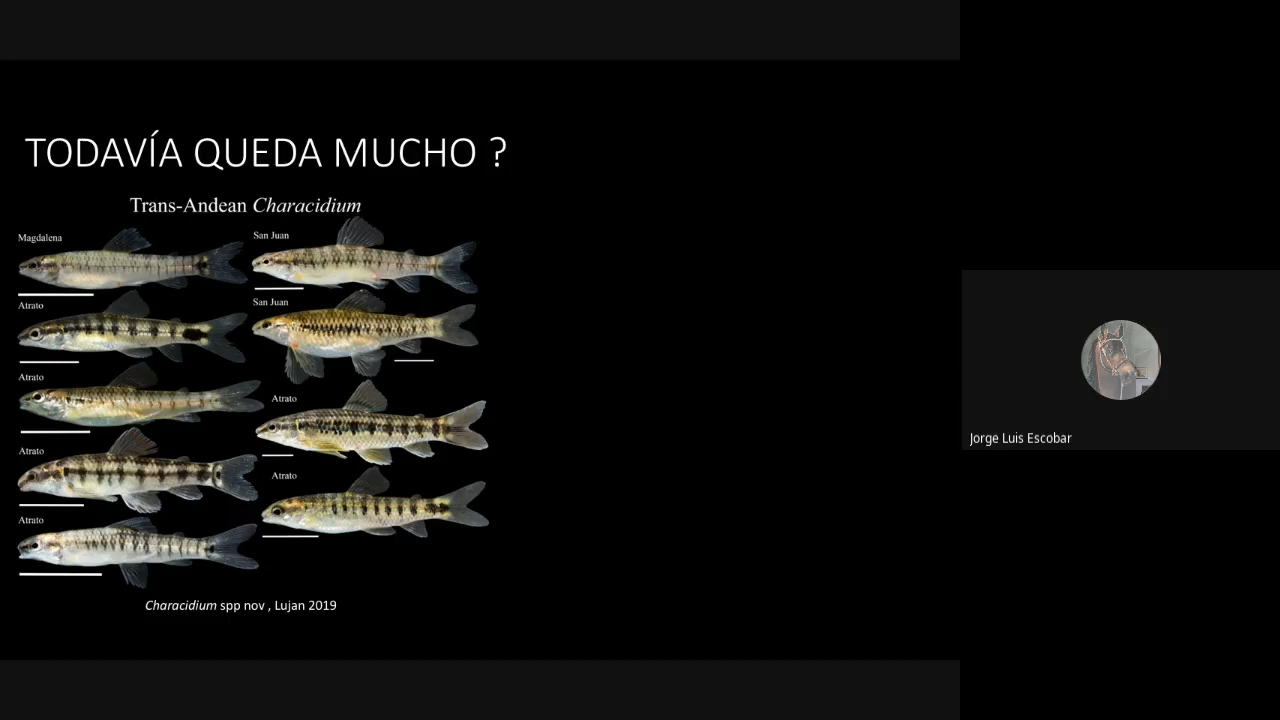 TODAVÍA QUEDA MUCHO ?
Trans-Andean Characidium
Magdalena
Atrato
Atrato
Atrato
Atrato
San Juan
San Juan
Atrato
Atrato
Characidium spp nov , Lujan 2019
Jorge Luis Escobar